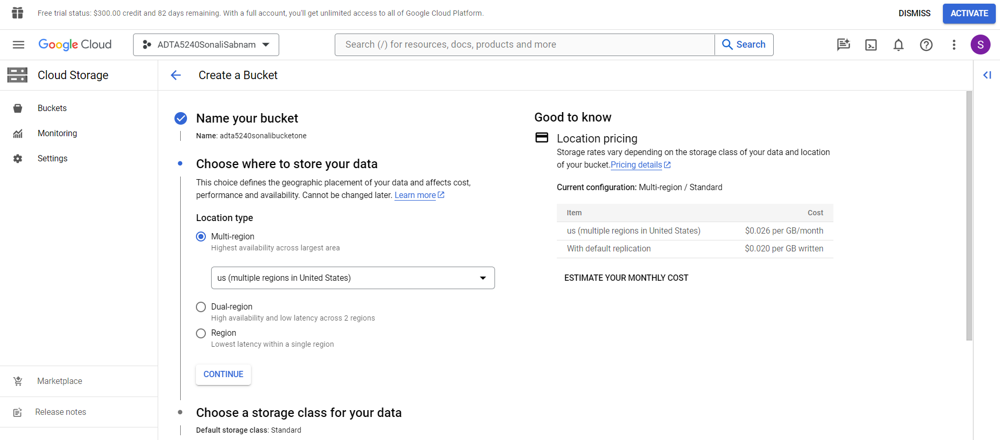 Free trial status: $300.00 credit and 82 days remaining. With a full account, you'll get unlimited access to all of Google Cloud Platform.
DISMISS
ACTIVATE
Google Cloud
ADTA5240SonaliSabnam
Search (/) for resources, docs, products and more
Search
S
Cloud Storage
Create a Bucket
Buckets
Monitoring
Settings
Marketplace
Release notes
Name your bucket
Name: adta5240sonalibucketone
Choose where to store your data
This choice defines the geographic placement of your data and affects cost,
performance and availability. Cannot be changed later. Learn more
Location type
Multi-region
Highest availability across largest area
us (multiple regions in United States)
Dual-region
High availability and low latency across 2 regions
Region
Lowest latency within a single region
CONTINUE
Choose a storage class for your data
Default storage class: Standard
Good to know
Location pricing
Storage rates vary depending on the storage class of your data and location
of your bucket.Pricing details
Current configuration: Multi-region / Standard
Item Cost
us (multiple regions in United States) $0.026 per GB/month
With default replication $0.020 per GB written
ESTIMATE YOUR MONTHLY COST